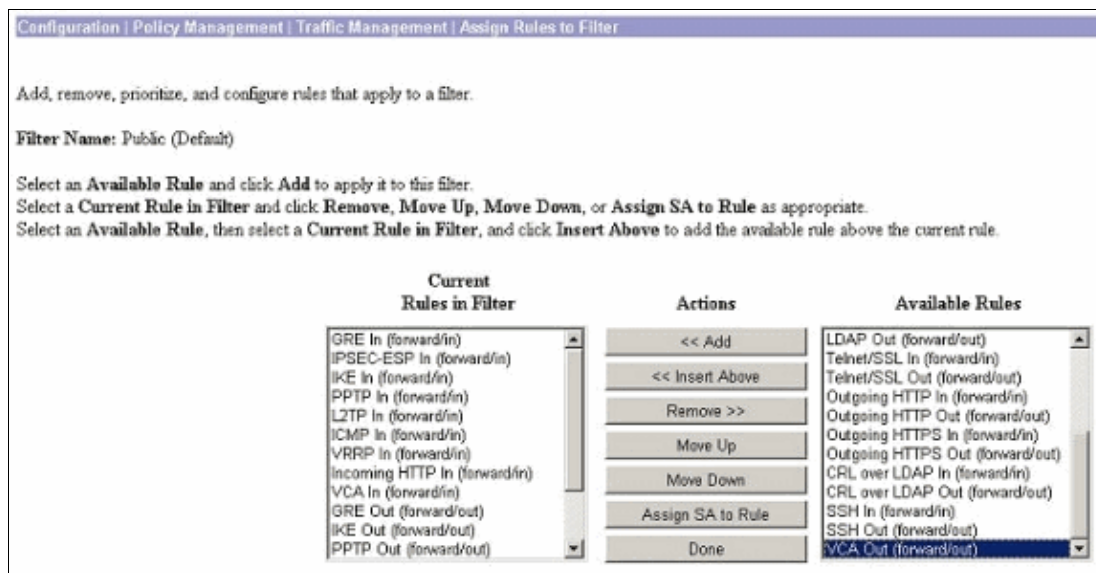 Configuration | Policy Management | Traffic Management | Assign Rules to Filter
Add, remove, prioritize, and configure rules that apply to a filter.
Filter Name: Public (Default)
Select an Available Rule and click Add to apply it to this filter.
Select a Current Rule in Filter and click Remove, Move Up, Move Down, or Assign SA to Rule as appropriate.
Select an Available Rule, then select a Current Rule in Filter, and click Insert Above to add the available rule above the current rule.
Current
Rules in Filter
GRE In (forward/in)
IPSEC-ESP In (forward/in)
IKE In (forward/in)
PPTP In (forward/in)
L2TP In (forward/in)
ICMP In (forward/in)
VRRP In (forward/in)
Incoming HTTP In (forward/in)
VCA In (forward/in)
GRE Out (forward/out)
IKE Out (forward/out)
PPTP Out (forward/out)
Actions
<< Add
<< Insert Above
Remove >>
Move Up
Move Down
Assign SA to Rule
Done
Available Rules
LDAP Out (forward/out)
Telnet/SSL In (forward/in)
Telnet/SSL Out (forward/out)
Outgoing HTTP In (forward/in)
Outgoing HTTP Out (forward/out)
Outgoing HTTPS In (forward/in)
Outgoing HTTPS Out (forward/out)
CRL over LDAP In (forward/in)
CRL over LDAP Out (forward/out)
SSH In (forward/in)
SSH Out (forward/out)
VCA Out (forward/out)